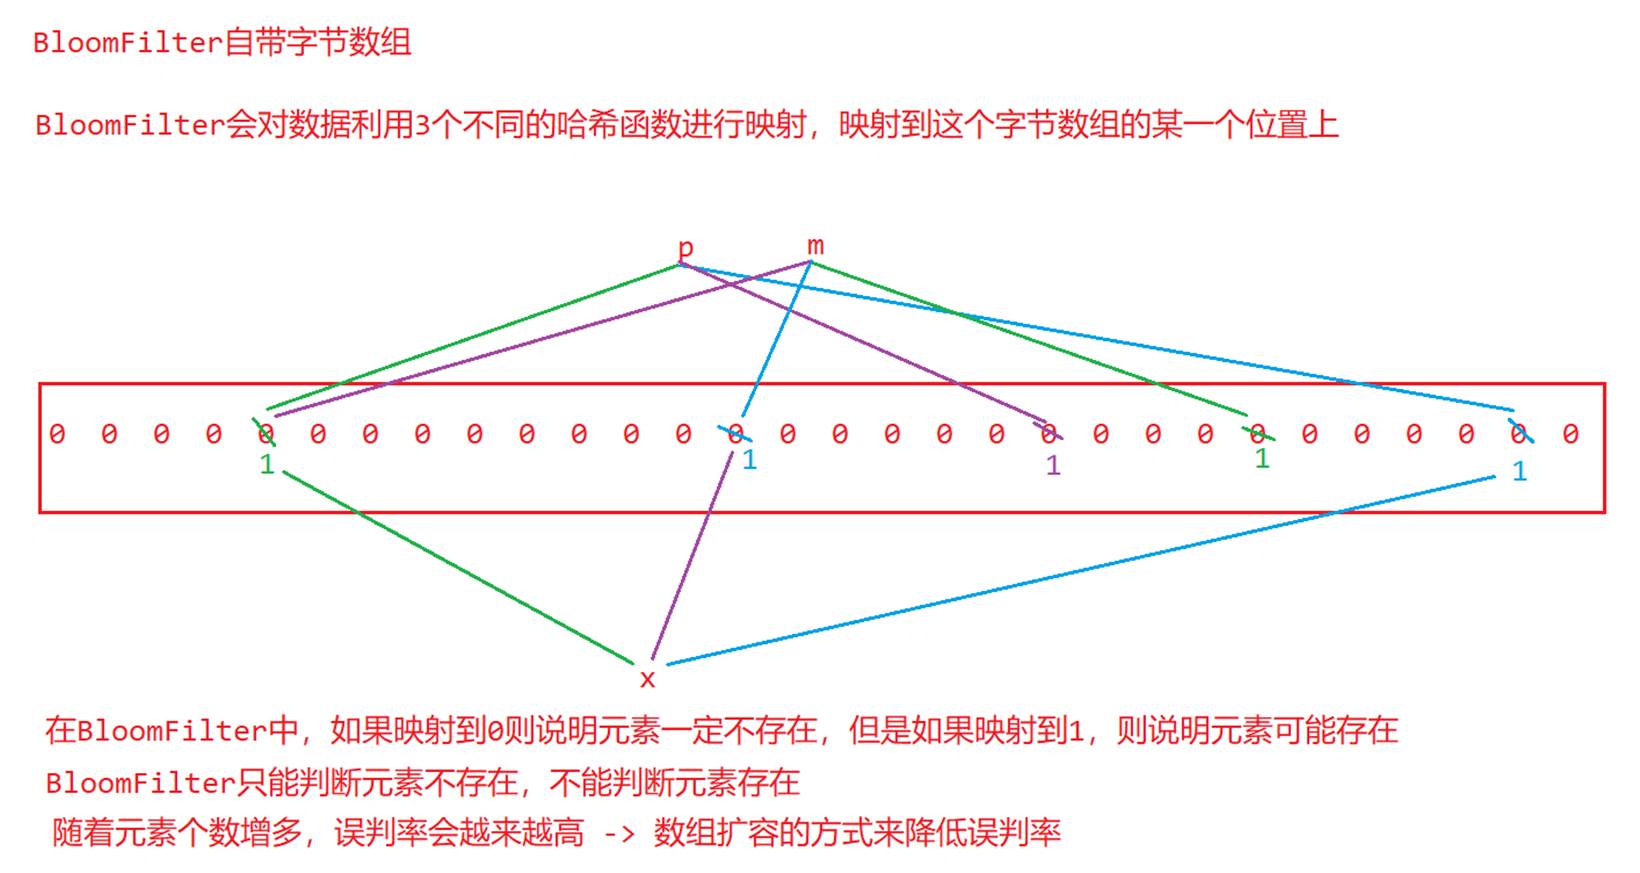 BloomFilter自带字节数组
BloomFilter会对数据利用3个不同的哈希函数进行映射，映射到这个字节数组的某一个位置上
p m
0 0 0 0 0 0 0 0 0 0 0 0 0 0 0 0 0 0 0 0 0 0 0 0 0 0 0 0 0 0
1 1 1 1 1
x
在BloomFilter中，如果映射到0则说明元素一定不存在，但是如果映射到1，则说明元素可能存在
BloomFilter只能判断元素不存在，不能判断元素存在
随着元素个数增多，误判率会越来越高 -> 数组扩容的方式来降低误判率